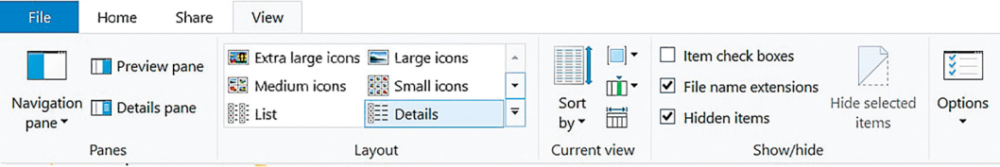 File Home Share View
Navigation pane
Preview pane
Details pane
Panes
Extra large icons Large icons
Medium icons Small icons
List Details
Layout
Sort by
Current view
Item check boxes
File name extensions
Hidden items
Hide selected items
Show/hide
Options